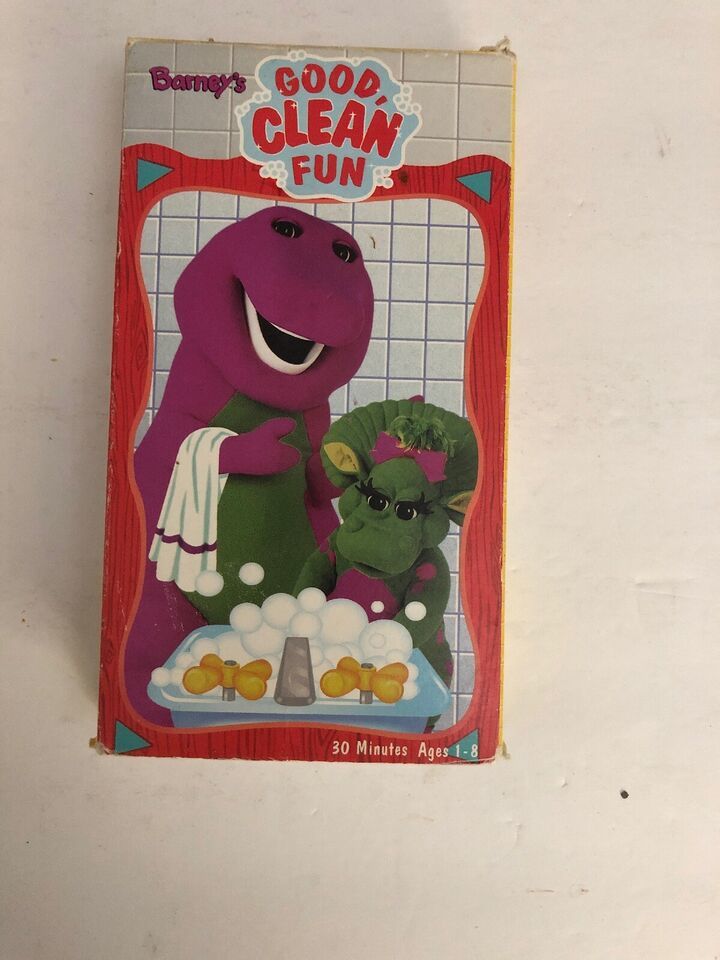 Barney's
GOOD,
CLEAN
FUN
30 Minutes Ages 1-8